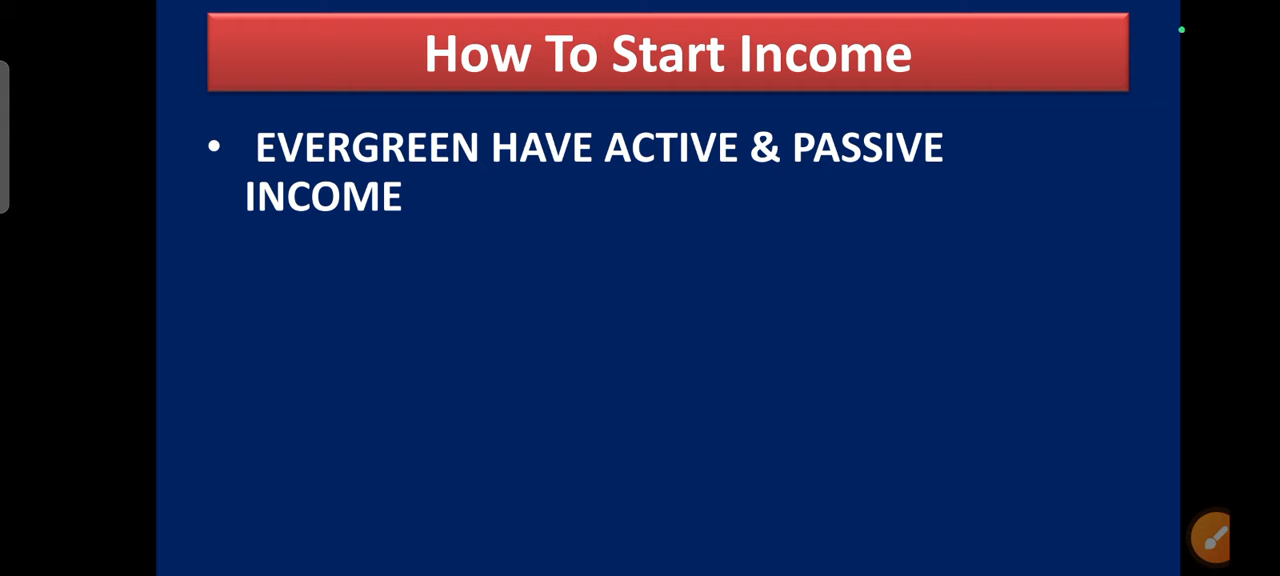 How To Start Income
• EVERGREEN HAVE ACTIVE & PASSIVE
INCOME